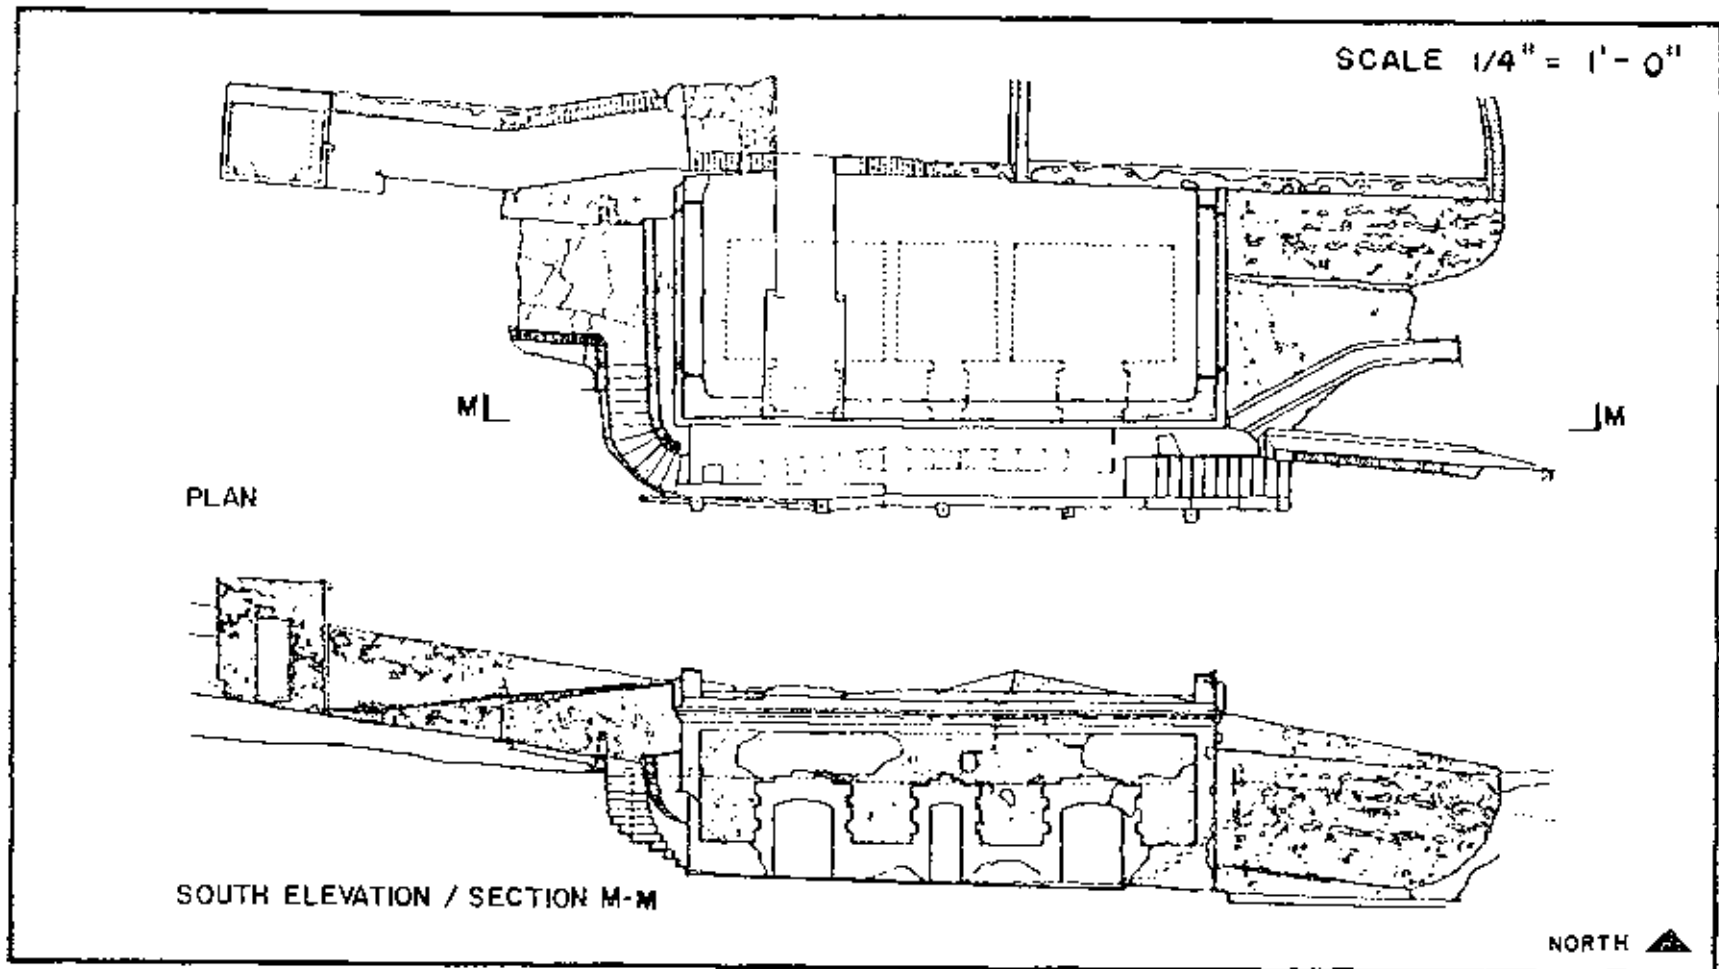 SCALE 1/4" = 1'-0"
M M
PLAN
SOUTH ELEVATION / SECTION M-M
NORTH